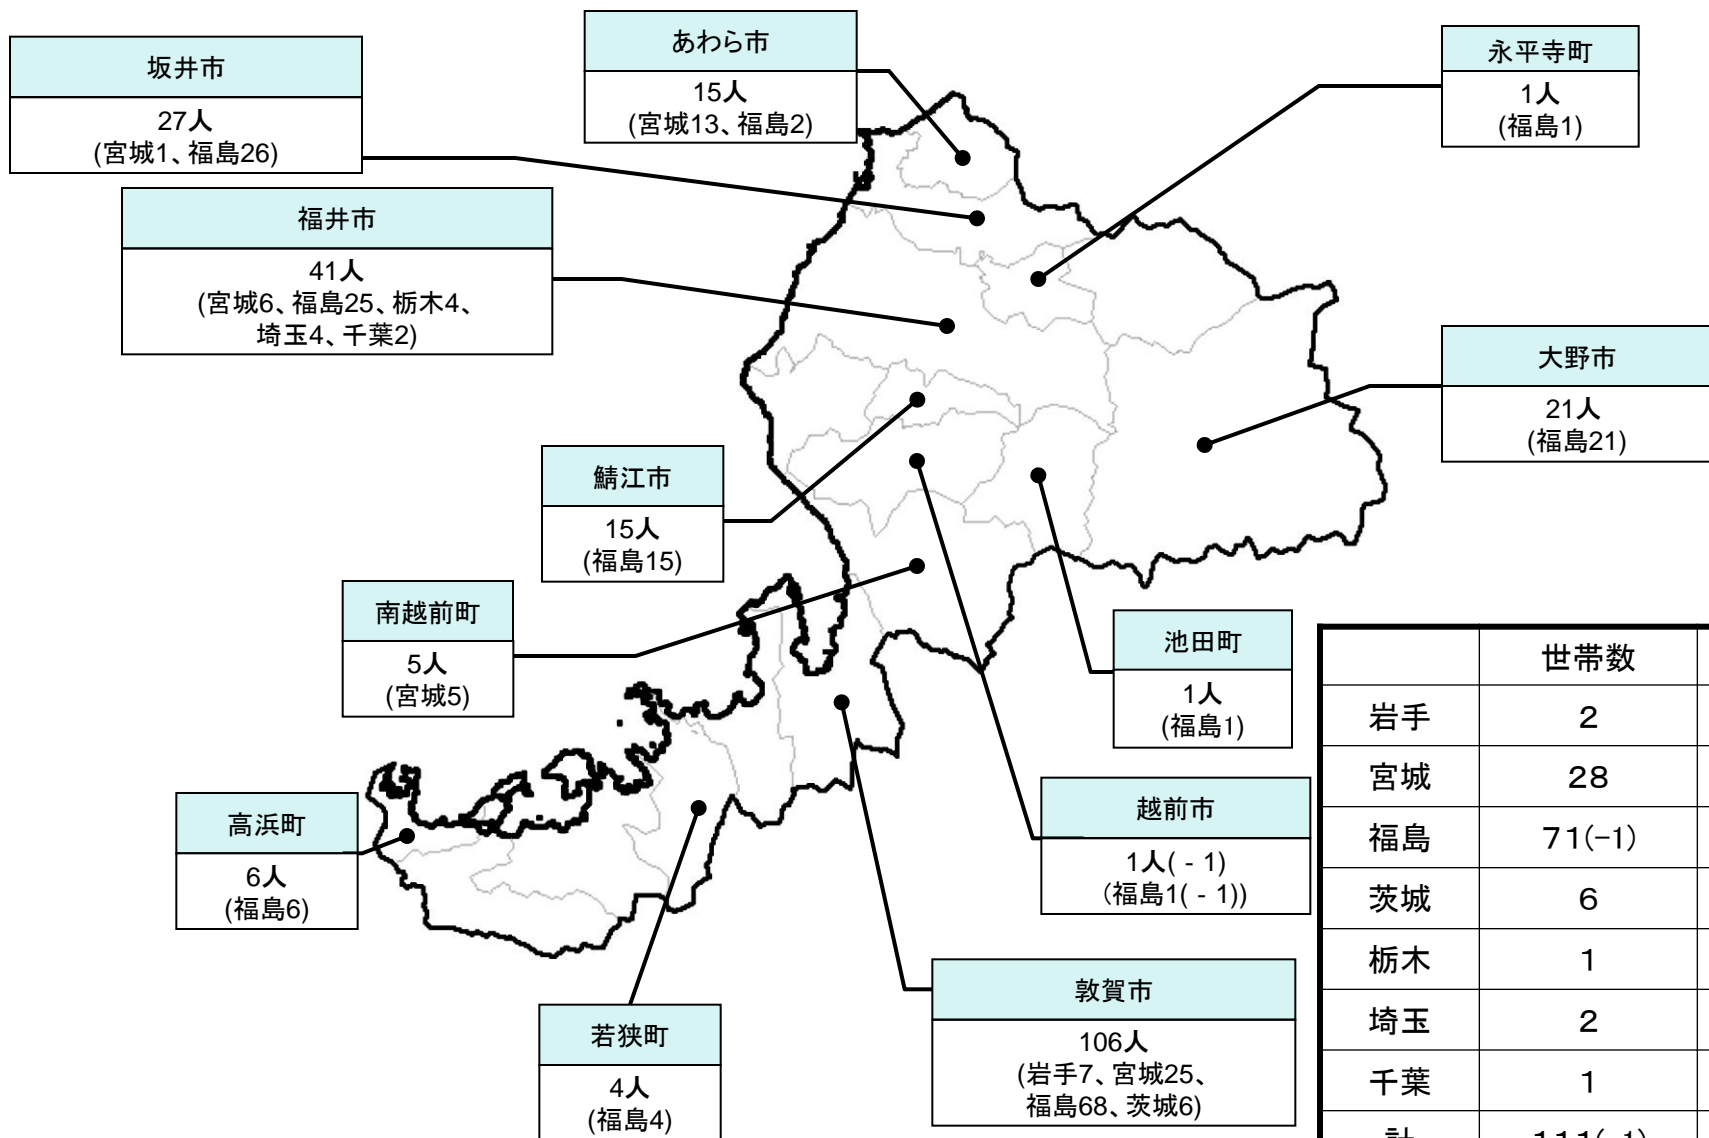 坂井市
27人
(宮城1、福島26)
あわら市
15人
(宮城13、福島2)
永平寺町
1人
(福島1)
福井市
41人
(宮城6、福島25、栃木4、
埼玉4、千葉2)
大野市
21人
(福島21)
鯖江市
15人
(福島15)
南越前町
5人
(宮城5)
池田町
1人
(福島1)
越前市
1人( - 1)
(福島1( - 1))
高浜町
6人
(福島6)
若狭町
4人
(福島4)
敦賀市
106人
(岩手7、宮城25、
福島68、茨城6)
世帯数
岩手 2
宮城 28
福島 71(-1)
茨城 6
栃木 1
埼玉 2
千葉 1
計 111(-1)